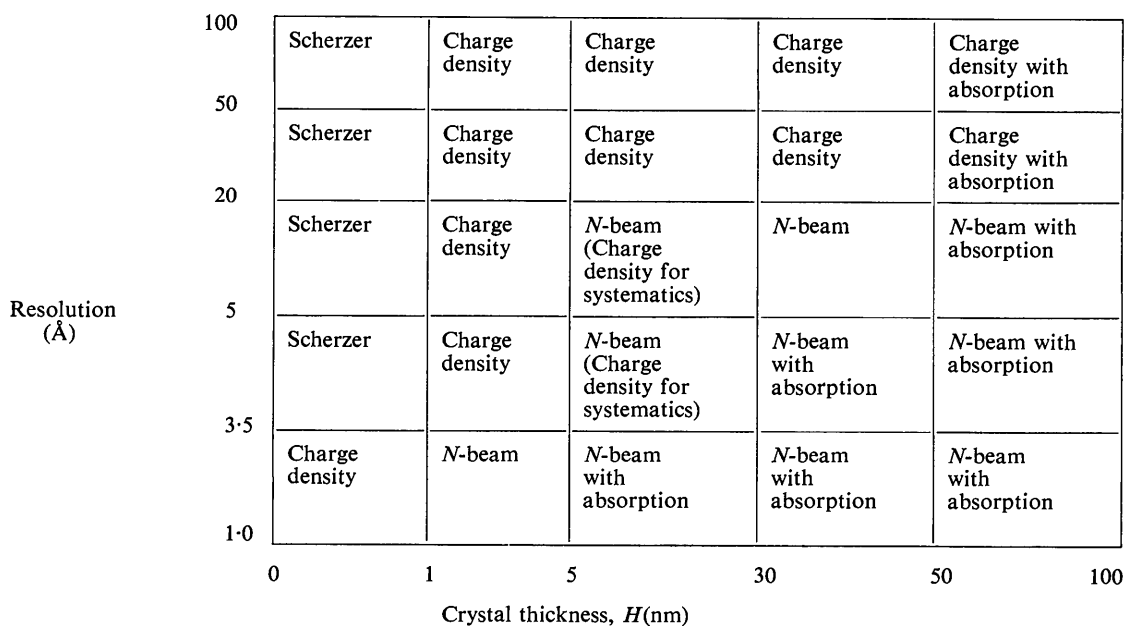 100
Scherzer
Charge
density
Charge
density
Charge
density
Charge
density with
absorption
50
Scherzer
Charge
density
Charge
density
Charge
density
Charge
density with
absorption
20
Scherzer
Charge
density
N-beam
(Charge
density for
systematics)
N-beam
N-beam with
absorption
Resolution
(Å)
5
Scherzer
Charge
density
N-beam
(Charge
density for
systematics)
N-beam
with
absorption
N-beam with
absorption
3·5
Charge
density
N-beam
N-beam
with
absorption
N-beam
with
absorption
N-beam
with
absorption
1·0
0 1 5 30 50 100
Crystal thickness, H(nm)